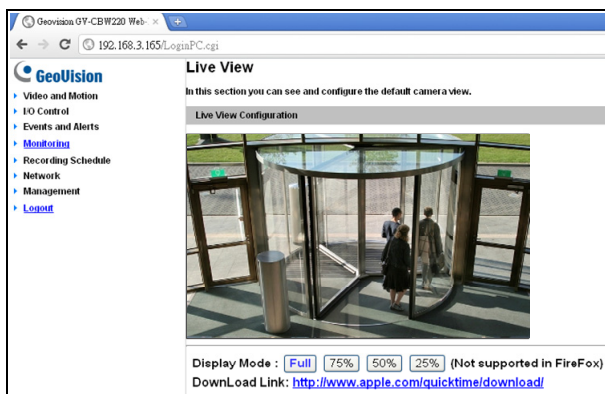 Geovision GV-CBW220 Web-
192.168.3.165/LoginPC.cgi
GeoVision
Video and Motion
I/O Control
Events and Alerts
Monitoring
Recording Schedule
Network
Management
Logout
Live View
In this section you can see and configure the default camera view.
Live View Configuration
Display Mode : Full 75% 50% 25% (Not supported in FireFox)
DownLoad Link: http://www.apple.com/quicktime/download/